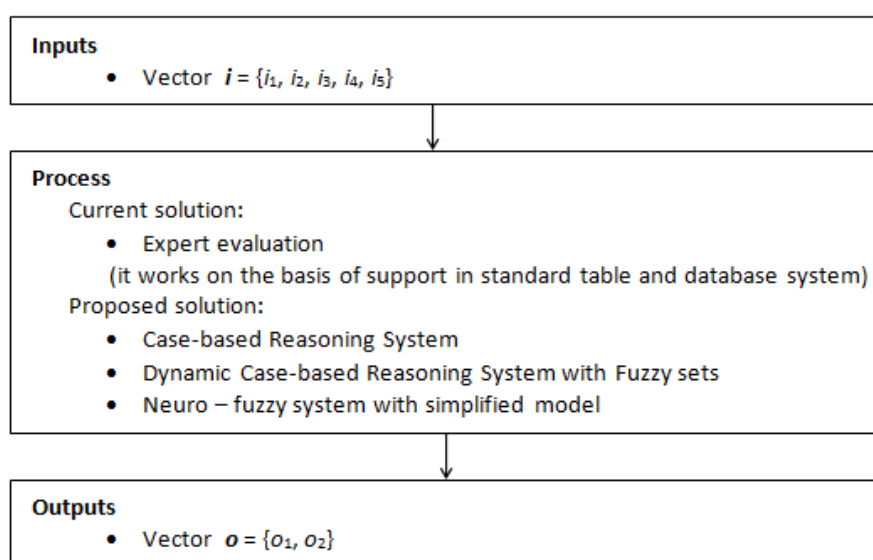 Inputs
• Vector i = {i₁, i₂, i₃, i₄, i₅}
Process
Current solution:
• Expert evaluation
(it works on the basis of support in standard table and database system)
Proposed solution:
• Case-based Reasoning System
• Dynamic Case-based Reasoning System with Fuzzy sets
• Neuro – fuzzy system with simplified model
Outputs
• Vector o = {o₁, o₂}